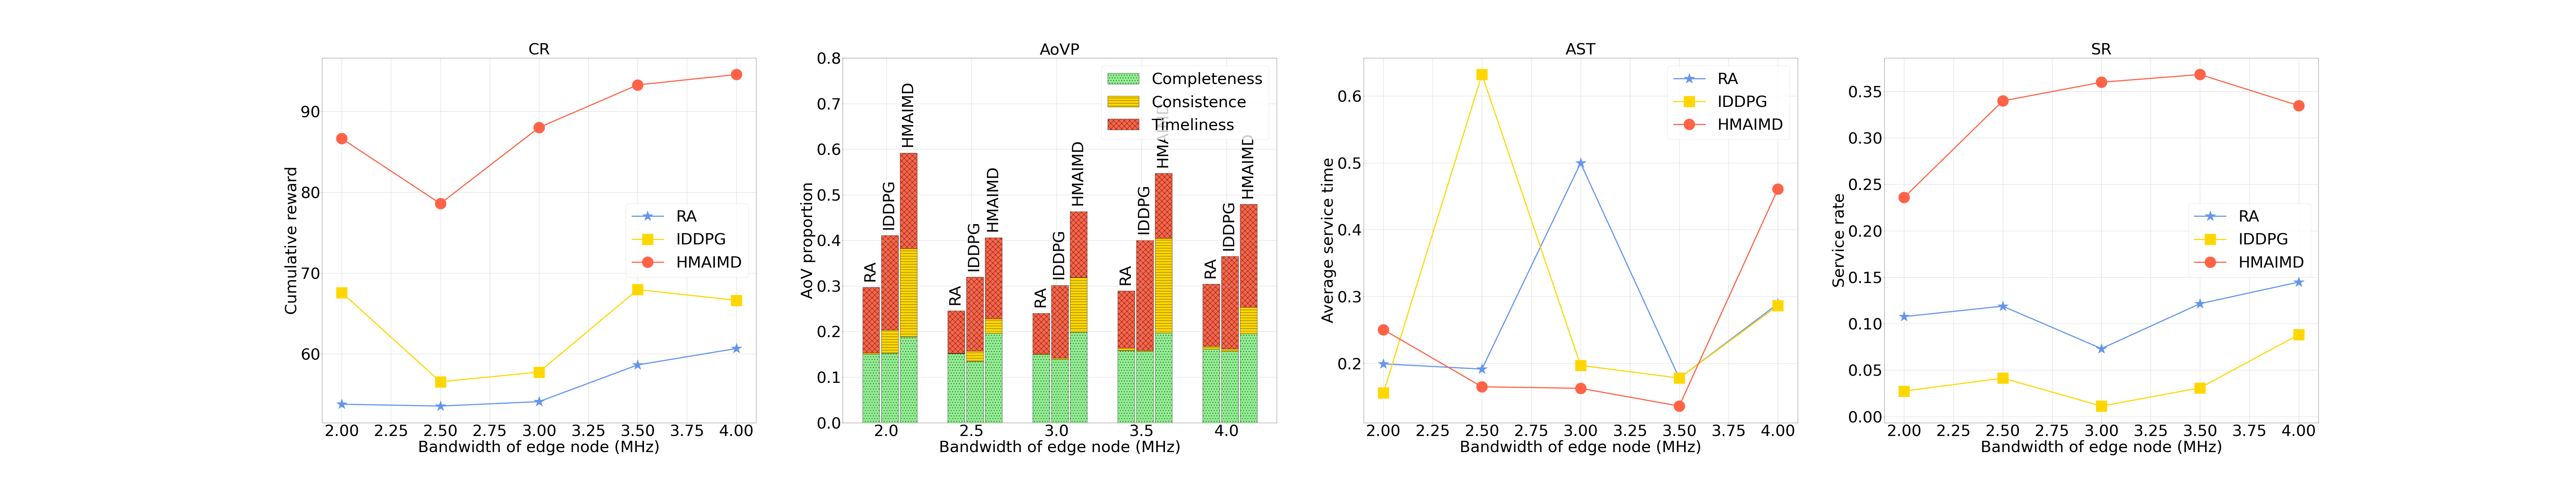 CR
Cumulative reward
90
80
70
60
RA
IDDPG
HMAIMD
2.00 2.25 2.50 2.75 3.00 3.25 3.50 3.75 4.00
Bandwidth of edge node (MHz)
AoVP
AoV proportion
0.8
0.7
0.6
0.5
0.4
0.3
0.2
0.1
0.0
Completeness
Consistence
Timeliness
RA IDDPG HMAIMD
RA IDDPG HMAIMD
RA IDDPG HMAIMD
RA IDDPG HMAIMD
RA IDDPG HMAIMD
2.0 2.5 3.0 3.5 4.0
Bandwidth of edge node (MHz)
AST
Average service time
0.6
0.5
0.4
0.3
0.2
RA
IDDPG
HMAIMD
2.00 2.25 2.50 2.75 3.00 3.25 3.50 3.75 4.00
Bandwidth of edge node (MHz)
SR
Service rate
0.35
0.30
0.25
0.20
0.15
0.10
0.05
0.00
RA
IDDPG
HMAIMD
2.00 2.25 2.50 2.75 3.00 3.25 3.50 3.75 4.00
Bandwidth of edge node (MHz)